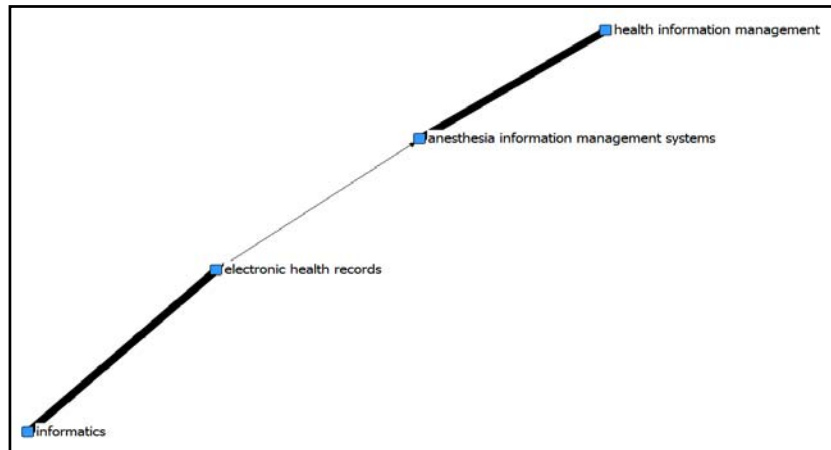 health information management
anesthesia information management systems
electronic health records
informatics